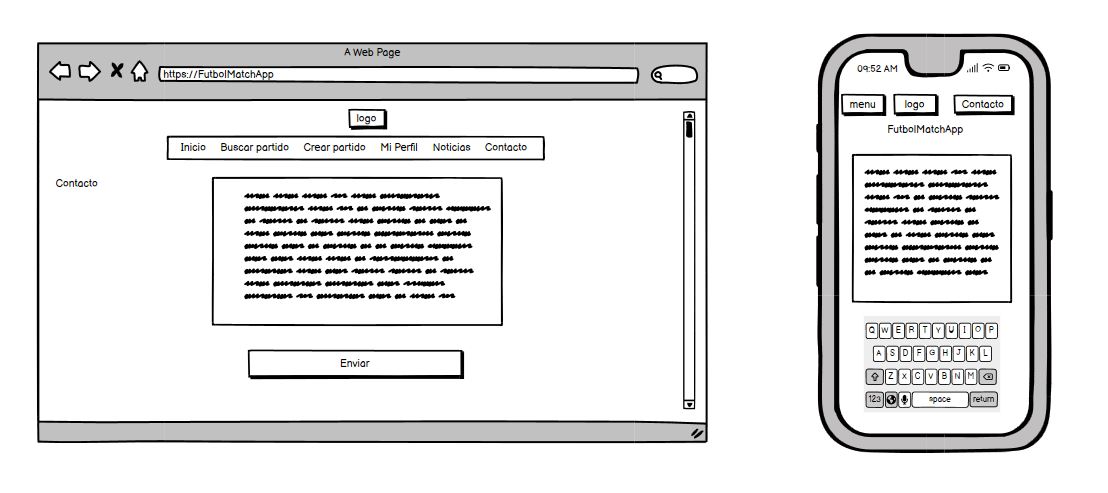 A Web Page
https://FutbolMatchApp
logo
Inicio Buscar partido Crear partido Mi Perfil Noticias Contacto
Contacto
Enviar
09:52 AM
menu logo Contacto
FutbolMatchApp
Q W E R T Y U I O P
A S D F G H J K L
Z X C V B N M
123 space return